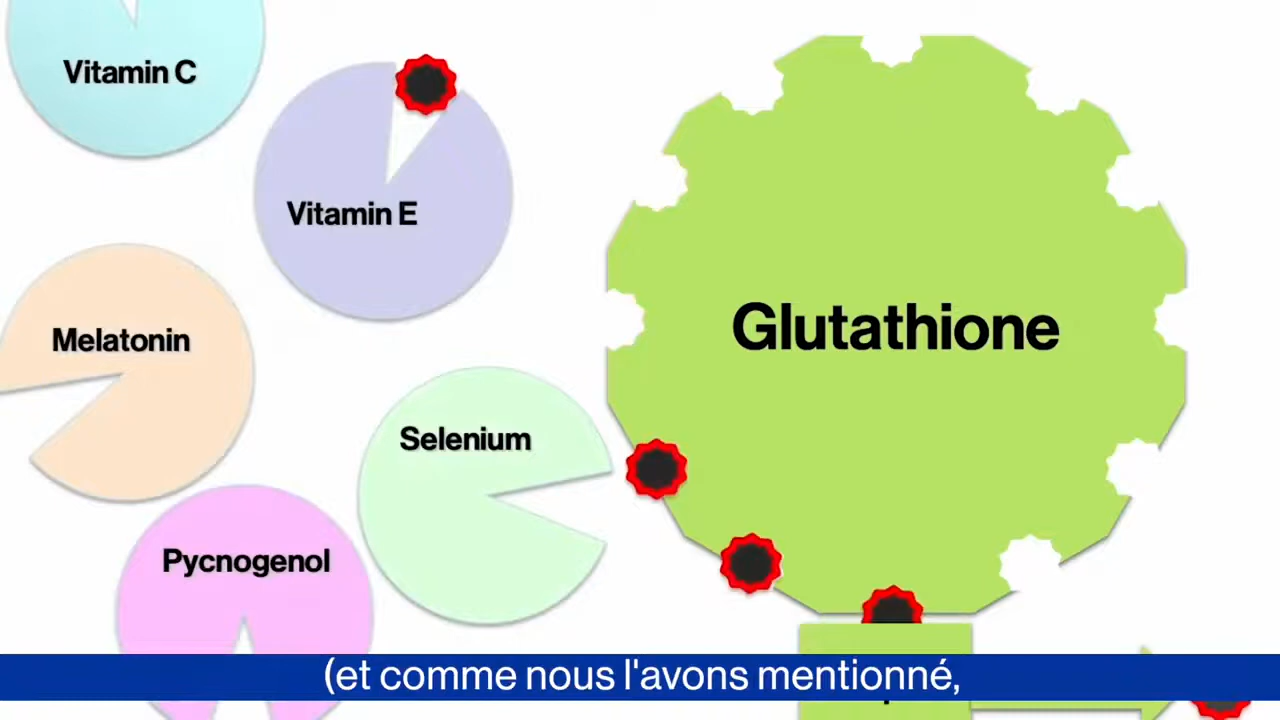 Vitamin C
Vitamin E
Glutathione
Melatonin
Selenium
Pycnogenol
(et comme nous l'avons mentionné,